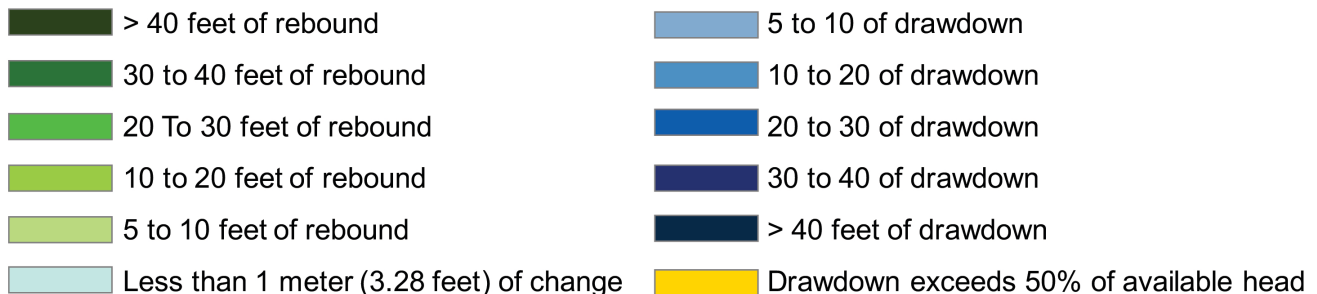 > 40 feet of rebound
30 to 40 feet of rebound
20 To 30 feet of rebound
10 to 20 feet of rebound
5 to 10 feet of rebound
Less than 1 meter (3.28 feet) of change
5 to 10 of drawdown
10 to 20 of drawdown
20 to 30 of drawdown
30 to 40 of drawdown
> 40 feet of drawdown
Drawdown exceeds 50% of available head